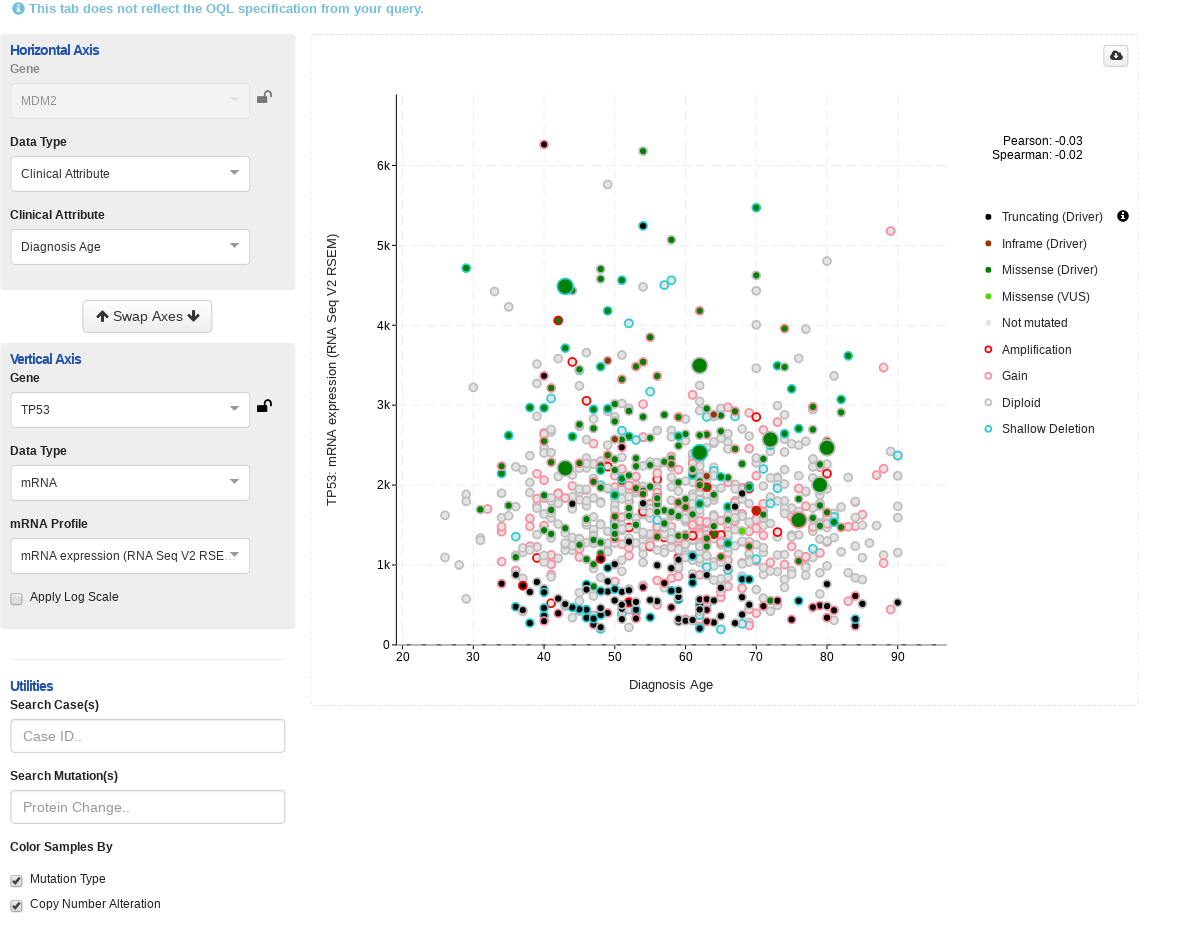 This tab does not reflect the OQL specification from your query.
Horizontal Axis
Gene
MDM2
Data Type
Clinical Attribute
Clinical Attribute
Diagnosis Age
Swap Axes
Vertical Axis
Gene
TP53
Data Type
mRNA
mRNA Profile
mRNA expression (RNA Seq V2 RSE...
Apply Log Scale
Utilities
Search Case(s)
Case ID..
Search Mutation(s)
Protein Change..
Color Samples By
Mutation Type
Copy Number Alteration
TP53: mRNA expression (RNA Seq V2 RSEM)
6k
5k
4k
3k
2k
1k
0
20 30 40 50 60 70 80 90
Diagnosis Age
Pearson: -0.03
Spearman: -0.02
Truncating (Driver)
Inframe (Driver)
Missense (Driver)
Missense (VUS)
Not mutated
Amplification
Gain
Diploid
Shallow Deletion